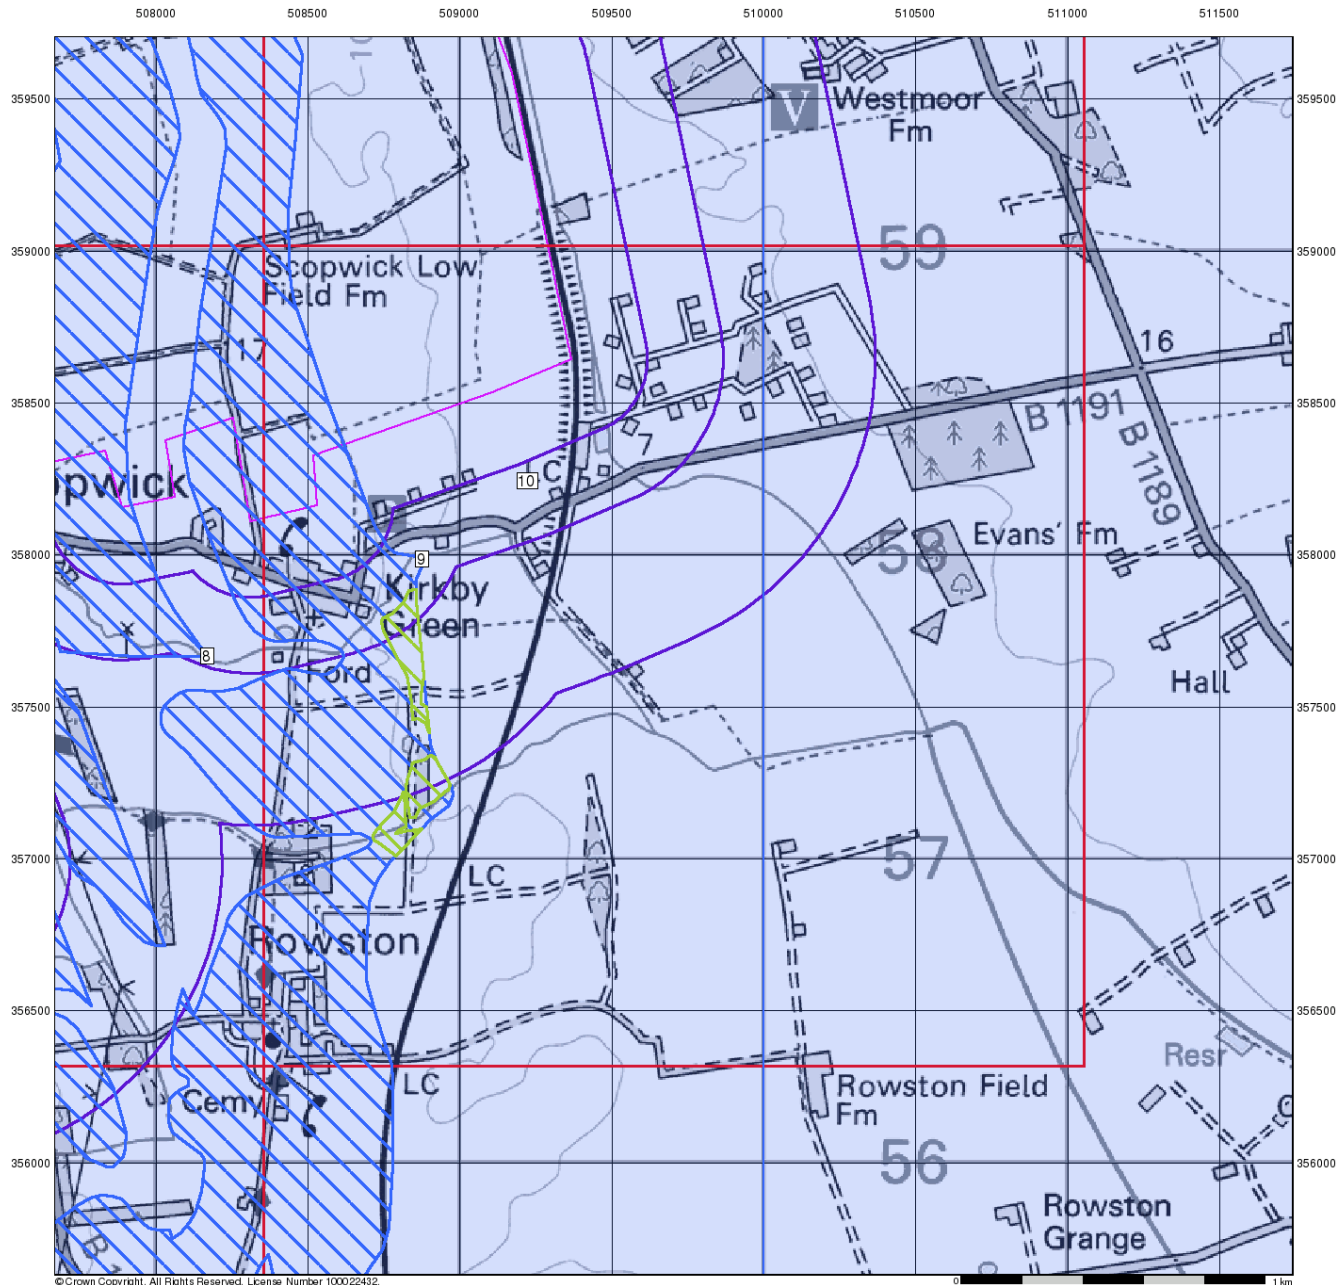 508000 508500 509000 509500 510000 510500 511000 511500
359500 359500
Westmoor
Fm
V
359000 359000
59
Scopwick Low
Field Fm
17
16
358500 358500
B 1191
B 1189
7
10
C
opwick
358000 358000
58
Evans' Fm
9
Kirkby
Green
8
Ford
Hall
357500 357500
357000 357000
57
LC
Rowston
356500 356500
Resr
LC
Cemy
Rowston Field
Fm
356000 356000
56
Rowston
Grange
B 1
© Crown Copyright. All Rights Reserved. License Number 100022432.
0 1 km